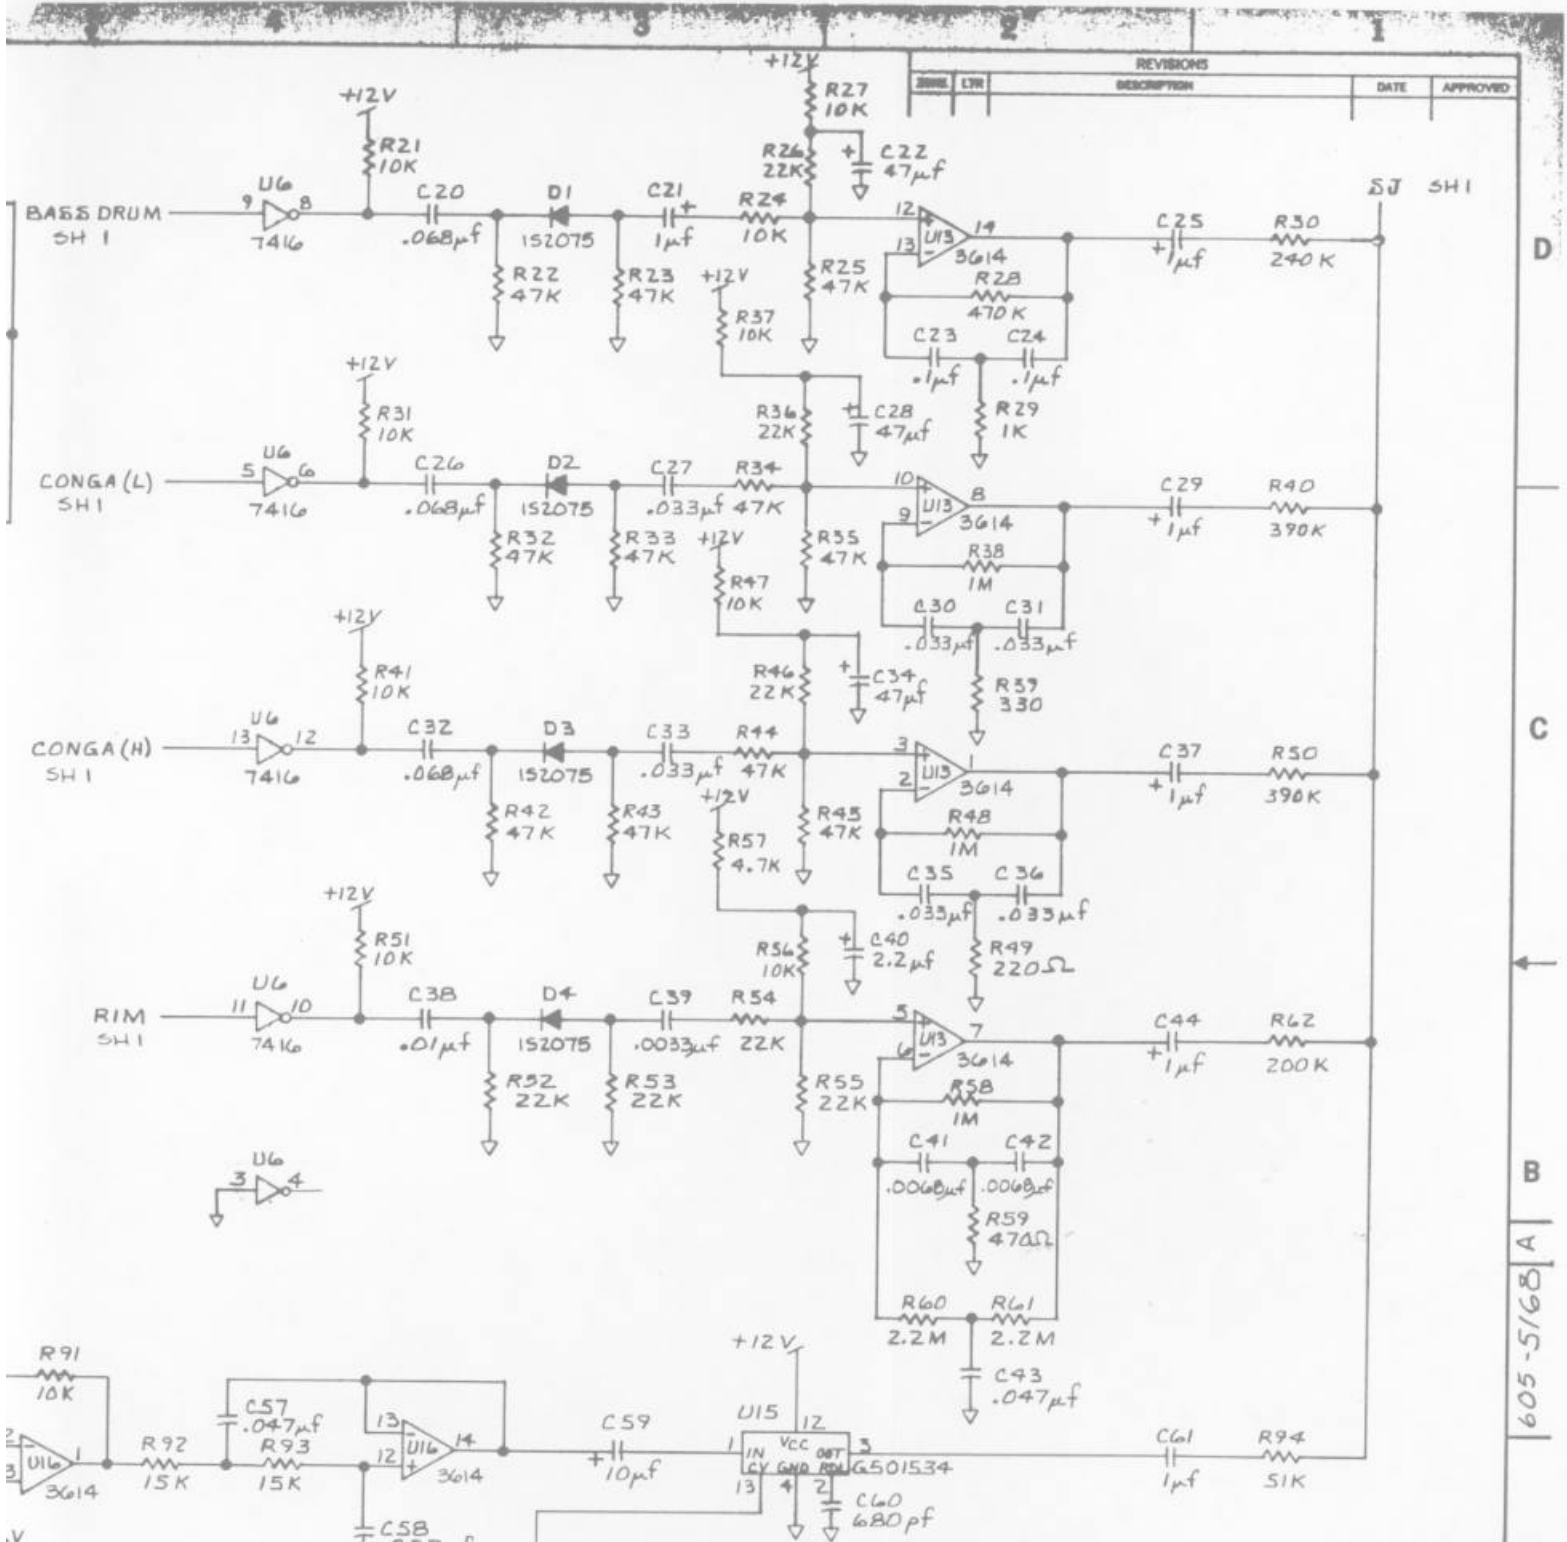 4 3 2 1
REVISIONS
ZONE LTR DESCRIPTION DATE APPROVED
+12V
R27
10K
+12V
R21
10K
R26
22K
+ C22
47µf
SJ SH1
BASS DRUM
SH 1
9 U6 8
7416
C20
.068µf
D1
1S2075
C21
+
1µf
R24
10K
12 +
13 -
U13
14
3614
C25
+ 1µf
R30
240K
D
R22
47K
R23
47K
+12V
R25
47K
R28
470K
R37
10K
C23
.1µf
C24
.1µf
+12V
R31
10K
R36
22K
+ C28
47µf
R29
1K
CONGA (L)
SH1
5 U6 6
7416
C26
.068µf
D2
1S2075
C27
.033µf
R34
47K
10 +
9 -
U13
8
3614
C29
+ 1µf
R40
390K
R32
47K
R33
47K
+12V
R35
47K
R38
1M
R47
10K
C30
.033µf
C31
.033µf
+12V
R41
10K
R46
22K
+ C34
47µf
R39
330
CONGA (H)
SH1
13 U6 12
7416
C32
.068µf
D3
1S2075
C33
.033µf
R44
47K
3 +
2 -
U13
1
3614
C37
+ 1µf
R50
390K
C
R42
47K
R43
47K
+12V
R45
47K
R48
1M
R57
4.7K
C35
.033µf
C36
.033µf
+12V
R51
10K
R56
10K
+ C40
2.2µf
R49
220Ω
RIM
SH1
11 U6 10
7416
C38
.01µf
D4
1S2075
C39
.0033µf
R54
22K
5 +
6 -
U13
7
3614
C44
+ 1µf
R62
200K
R52
22K
R53
22K
R55
22K
R58
1M
3 U6 4
C41
.0068µf
C42
.0068µf
B
R59
470Ω
605-5168 A
R60
2.2M
R61
2.2M
C43
.047µf
R91
10K
+12V
C57
.047µf
2 -
3
U16
1
3614
R92
15K
R93
15K
13 -
12 +
U16
14
3614
C59
+ 10µf
U15
12
1 IN VCC OUT 3
CV GND
13 4 2
G501534
C60
680pf
C61
1µf
R94
51K
C58